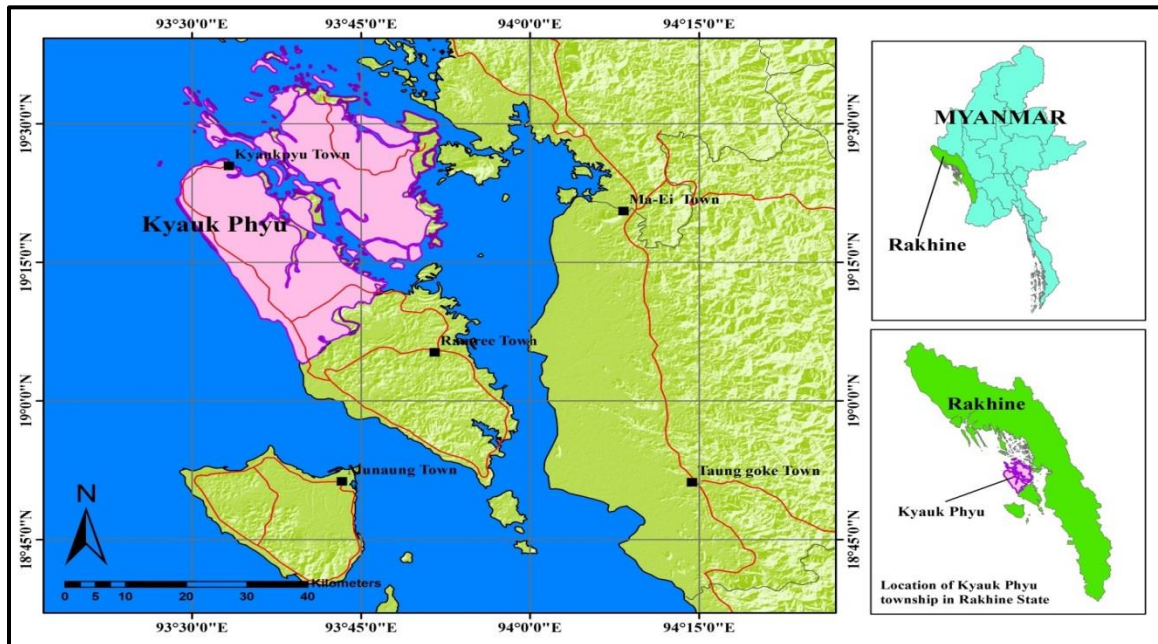 93°30'0"E
93°45'0"E
94°0'0"E
94°15'0"E
19°30'0"N
19°15'0"N
19°0'0"N
18°45'0"N
Kyaukpyu Town
Ma-Ei Town
Kyauk Phyu
Ramree Town
Munaung Town
Taung goke Town
N
Kilometers
0 5 10 20 30 40
19°30'0"N
19°15'0"N
19°0'0"N
18°45'0"N
93°30'0"E
93°45'0"E
94°0'0"E
94°15'0"E
MYANMAR
Rakhine
Rakhine
Kyauk Phyu
Location of Kyauk Phyu
township in Rakhine State